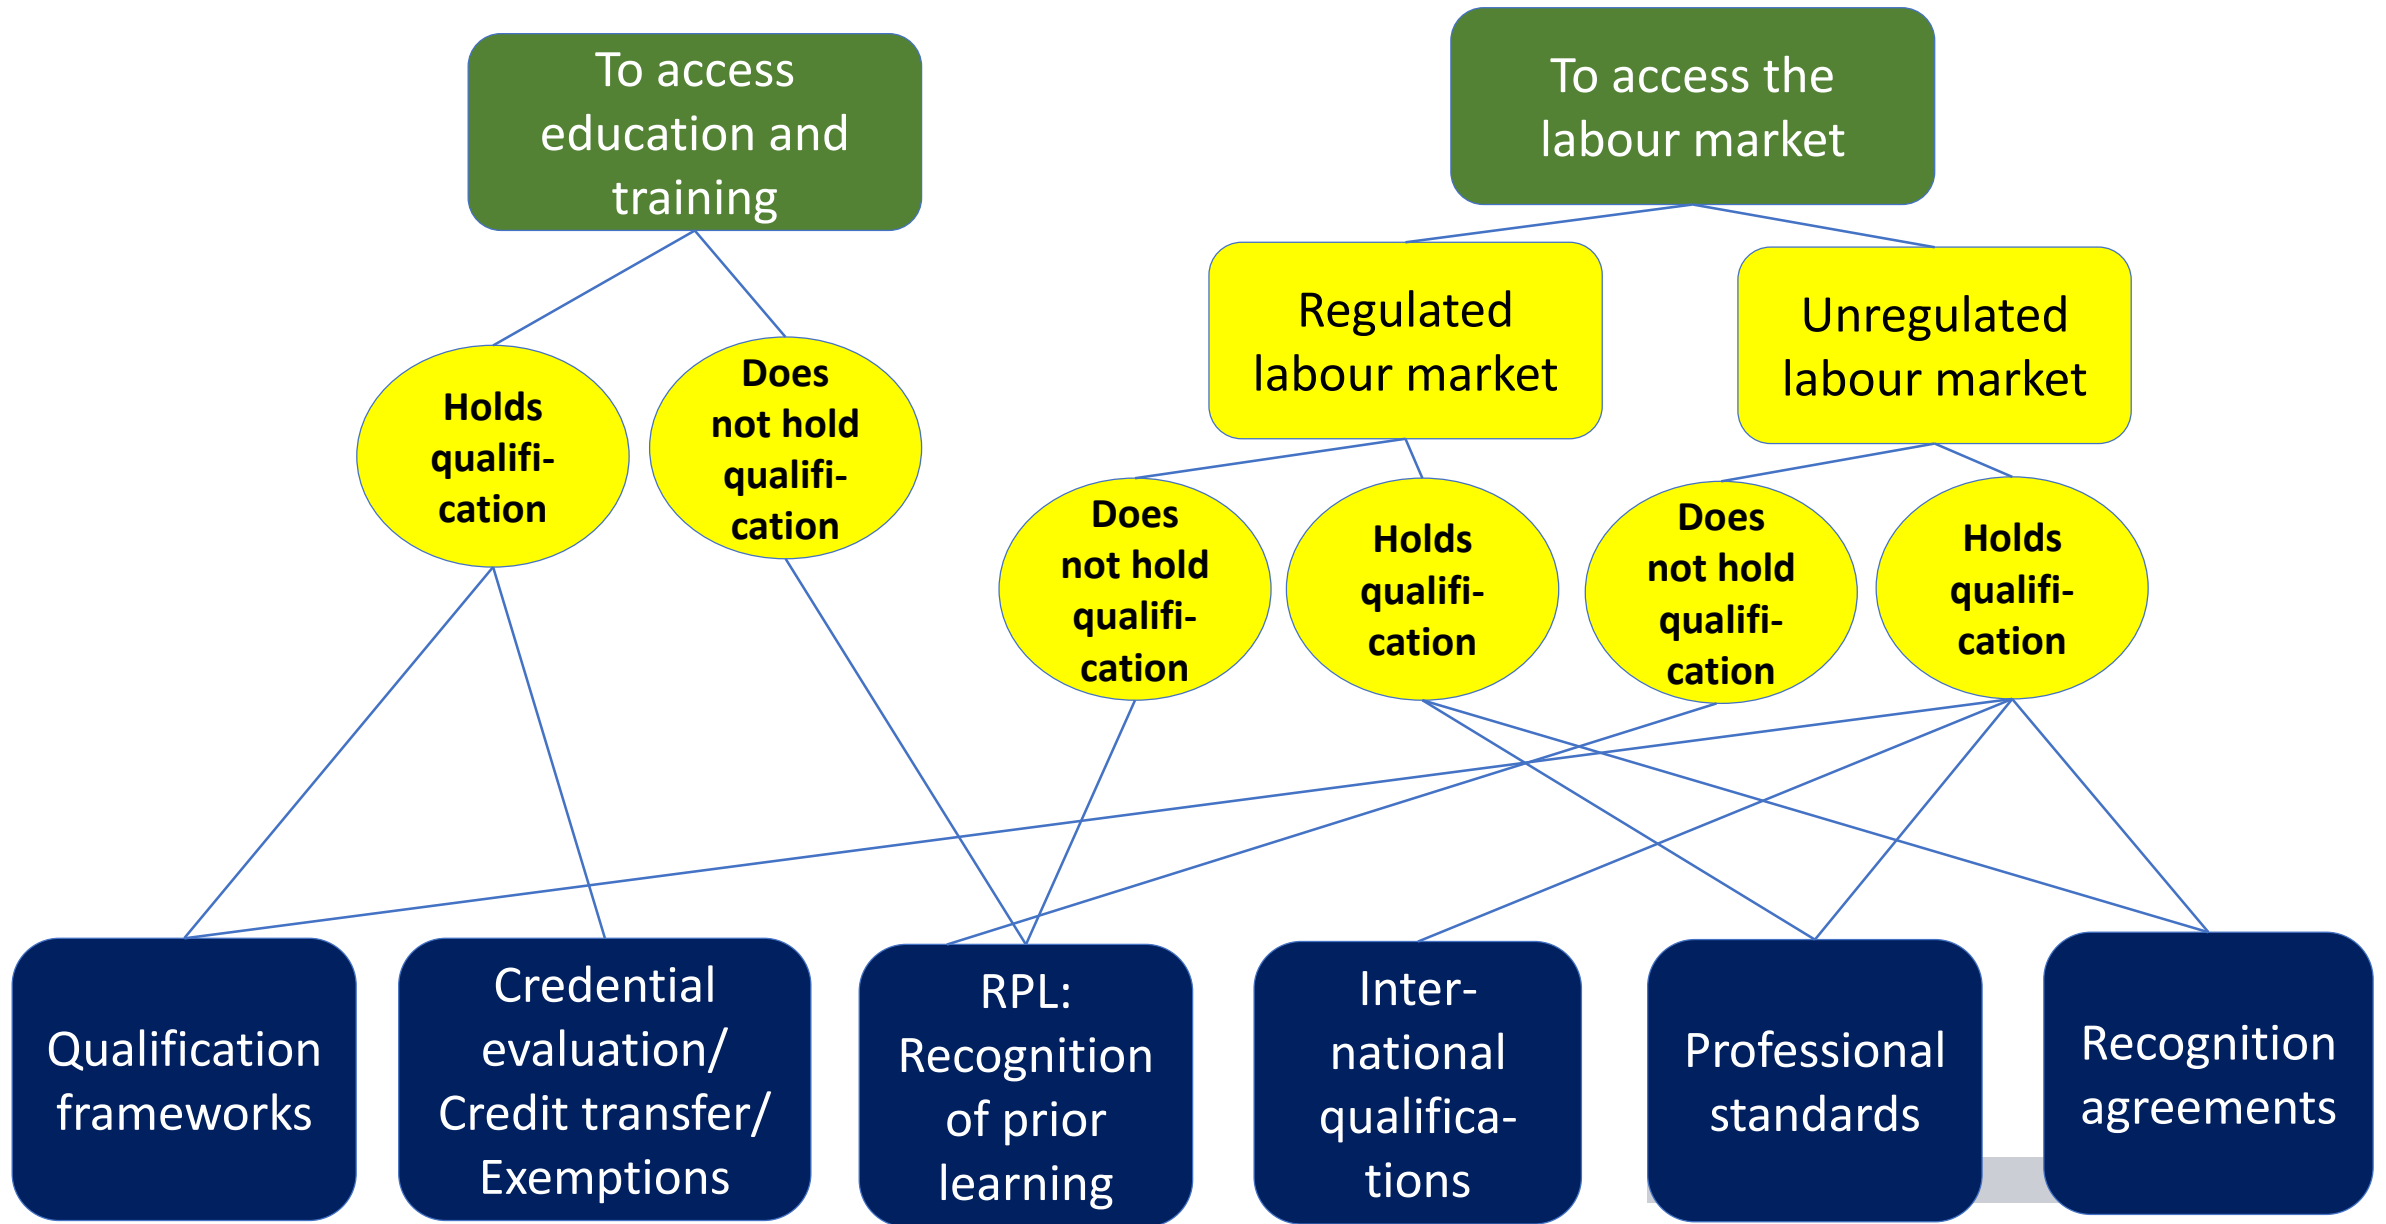 To access
education and
training
To access the
labour market
Regulated
labour market
Unregulated
labour market
Holds
qualifi-
cation
Does
not hold
qualifi-
cation
Does
not hold
qualifi-
cation
Holds
qualifi-
cation
Does
not hold
qualifi-
cation
Holds
qualifi-
cation
Qualification
frameworks
Credential
evaluation/
Credit transfer/
Exemptions
RPL:
Recognition
of prior
learning
Inter-
national
qualifica-
tions
Professional
standards
Recognition
agreements